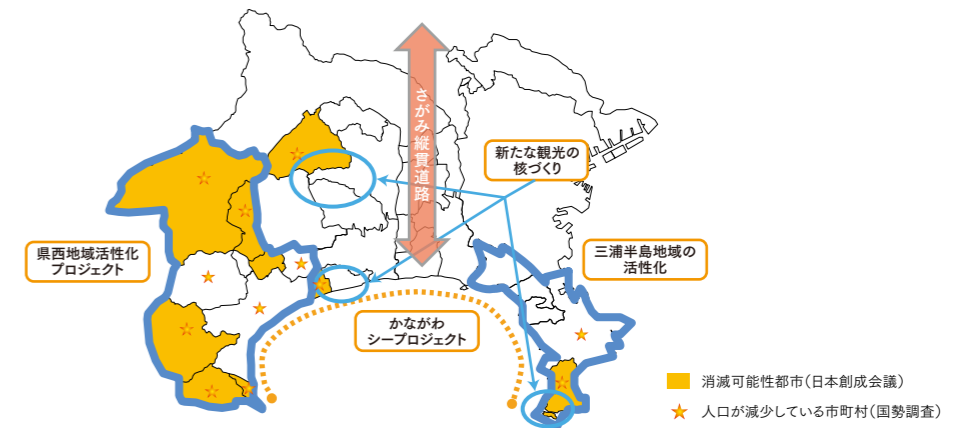 さがみ縦貫道路
新たな観光の
核づくり
県西地域活性化
プロジェクト
三浦半島地域の
活性化
かながわ
シープロジェクト
消滅可能性都市（日本創成会議）
人口が減少している市町村（国勢調査）